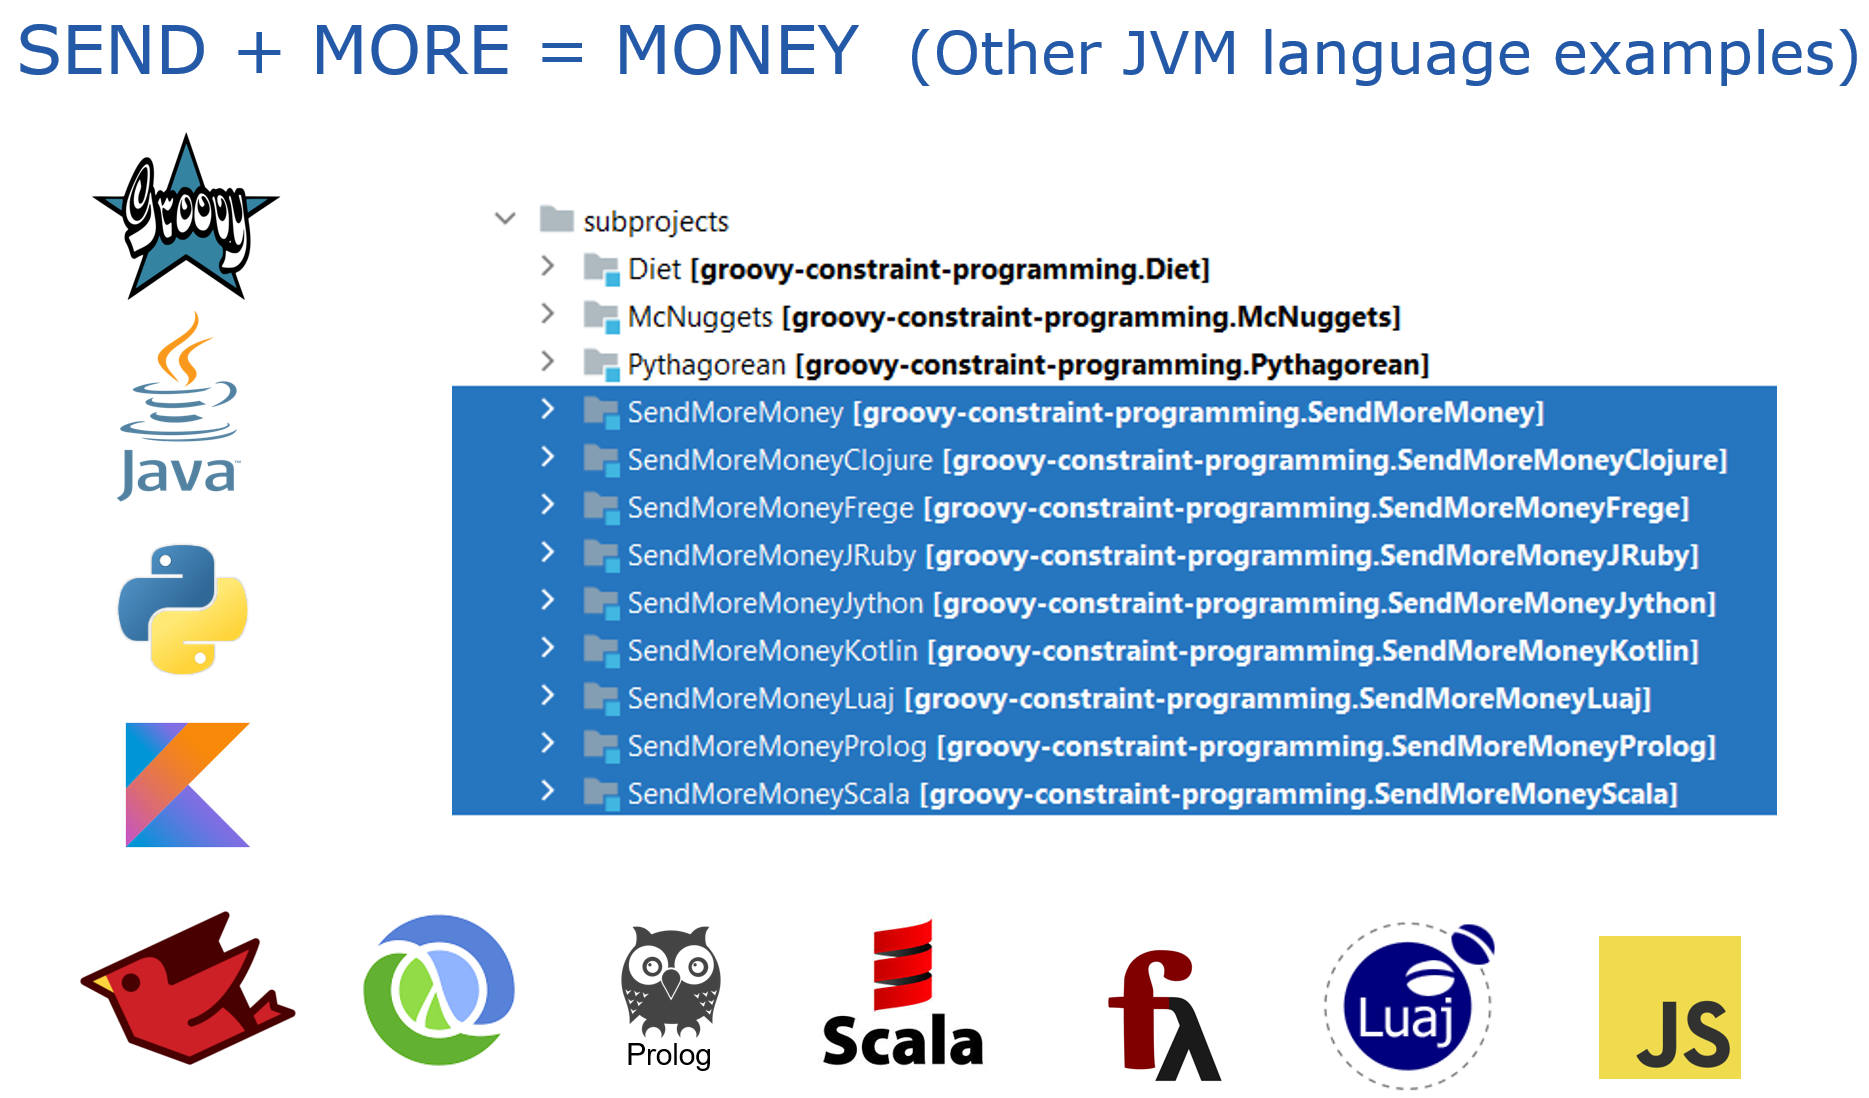 SEND + MORE = MONEY (Other JVM language examples)
Groovy
Java™
subprojects
Diet [groovy-constraint-programming.Diet]
McNuggets [groovy-constraint-programming.McNuggets]
Pythagorean [groovy-constraint-programming.Pythagorean]
SendMoreMoney [groovy-constraint-programming.SendMoreMoney]
SendMoreMoneyClojure [groovy-constraint-programming.SendMoreMoneyClojure]
SendMoreMoneyFrege [groovy-constraint-programming.SendMoreMoneyFrege]
SendMoreMoneyJRuby [groovy-constraint-programming.SendMoreMoneyJRuby]
SendMoreMoneyJython [groovy-constraint-programming.SendMoreMoneyJython]
SendMoreMoneyKotlin [groovy-constraint-programming.SendMoreMoneyKotlin]
SendMoreMoneyLuaj [groovy-constraint-programming.SendMoreMoneyLuaj]
SendMoreMoneyProlog [groovy-constraint-programming.SendMoreMoneyProlog]
SendMoreMoneyScala [groovy-constraint-programming.SendMoreMoneyScala]
λ
Prolog
Scala
fλ
Luaj
JS